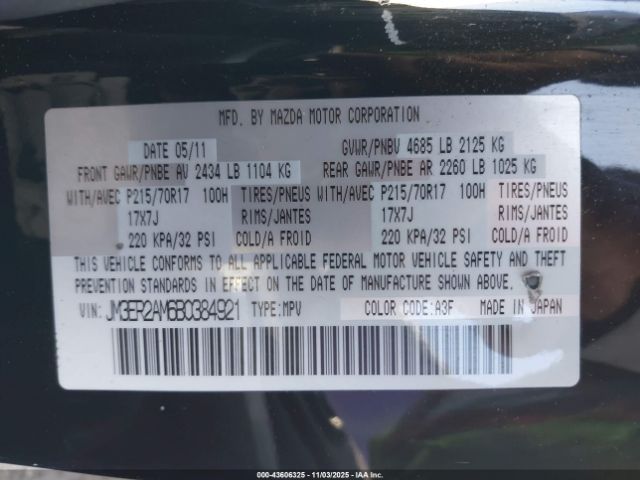 MFD. BY MAZDA MOTOR CORPORATION
DATE 05/11 GVWR/PNBV 4685 LB 2125 KG
FRONT GAWR/PNBE AV 2434 LB 1104 KG REAR GAWR/PNBE AR 2260 LB 1025 KG
WITH/AVEC P215/70R17 100H TIRES/PNEUS WITH/AVEC P215/70R17 100H TIRES/PNEUS
17X7J RIMS/JANTES 17X7J RIMS/JANTES
220 KPA/32 PSI COLD/A FROID 220 KPA/32 PSI COLD/A FROID
THIS VEHICLE CONFORMS TO ALL APPLICABLE FEDERAL MOTOR VEHICLE SAFETY AND THEFT
PREVENTION STANDARDS IN EFFECT ON THE DATE OF MANUFACTURE SHOWN ABOVE.
VIN: JM3ER2AM6B0384921 TYPE:MPV COLOR CODE:A3F MADE IN JAPAN
000-43606325 - 11/03/2025 - IAA Inc.